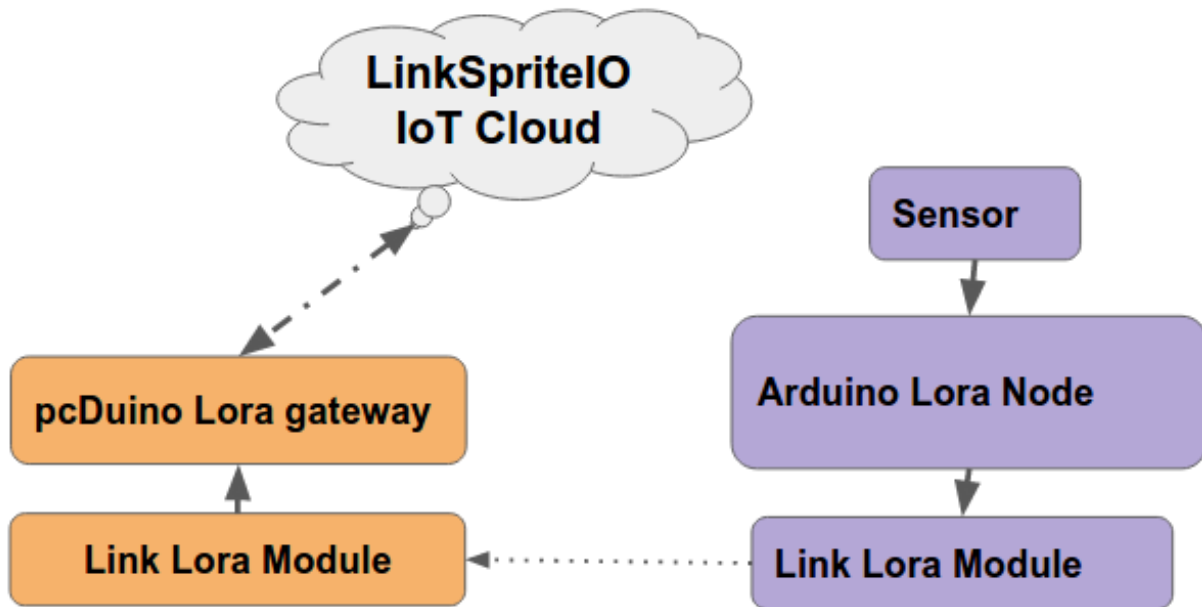 LinkSpriteIO
IoT Cloud
Sensor
pcDuino Lora gateway
Arduino Lora Node
Link Lora Module
Link Lora Module